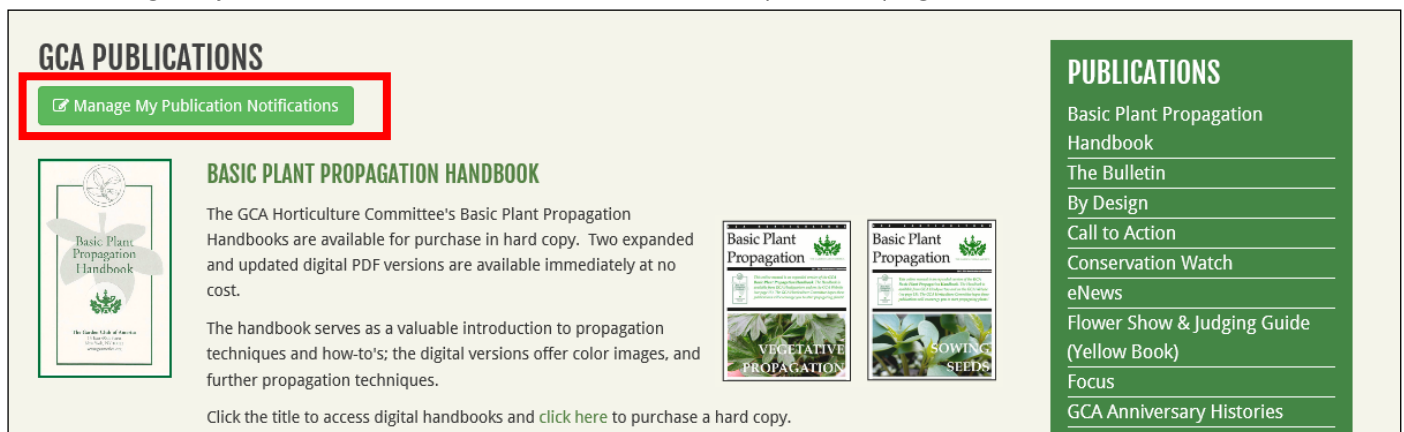 GCA PUBLICATIONS
Manage My Publication Notifications
BASIC PLANT PROPAGATION HANDBOOK
The GCA Horticulture Committee's Basic Plant Propagation
Handbooks are available for purchase in hard copy.  Two expanded
and updated digital PDF versions are available immediately at no
cost.
The handbook serves as a valuable introduction to propagation
techniques and how-to's; the digital versions offer color images, and
further propagation techniques.
Click the title to access digital handbooks and click here to purchase a hard copy.
Basic Plant
Propagation
Handbook
The Garden Club of America
Basic Plant
Propagation
VEGETATIVE
PROPAGATION
Basic Plant
Propagation
SOWING
SEEDS
PUBLICATIONS
Basic Plant Propagation
Handbook
The Bulletin
By Design
Call to Action
Conservation Watch
eNews
Flower Show & Judging Guide
(Yellow Book)
Focus
GCA Anniversary Histories